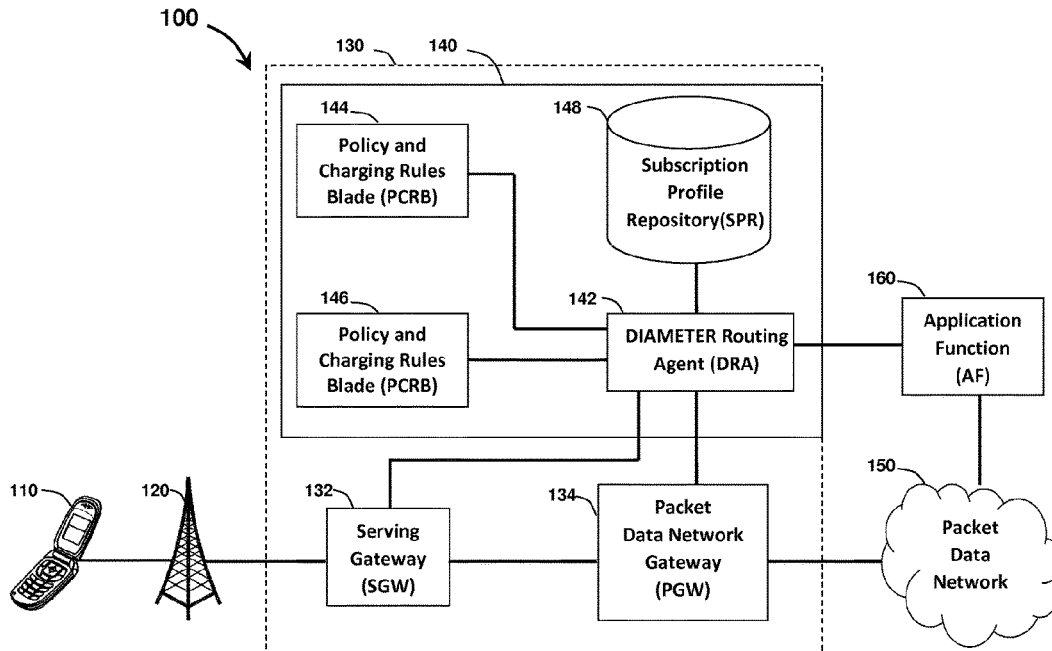 100
130
140
144
Policy and
Charging Rules
Blade (PCRB)
148
Subscription
Profile
Repository(SPR)
146
Policy and
Charging Rules
Blade (PCRB)
142
DIAMETER Routing
Agent (DRA)
160
Application
Function
(AF)
110
120
132
Serving
Gateway
(SGW)
134
Packet
Data Network
Gateway
(PGW)
150
Packet
Data
Network